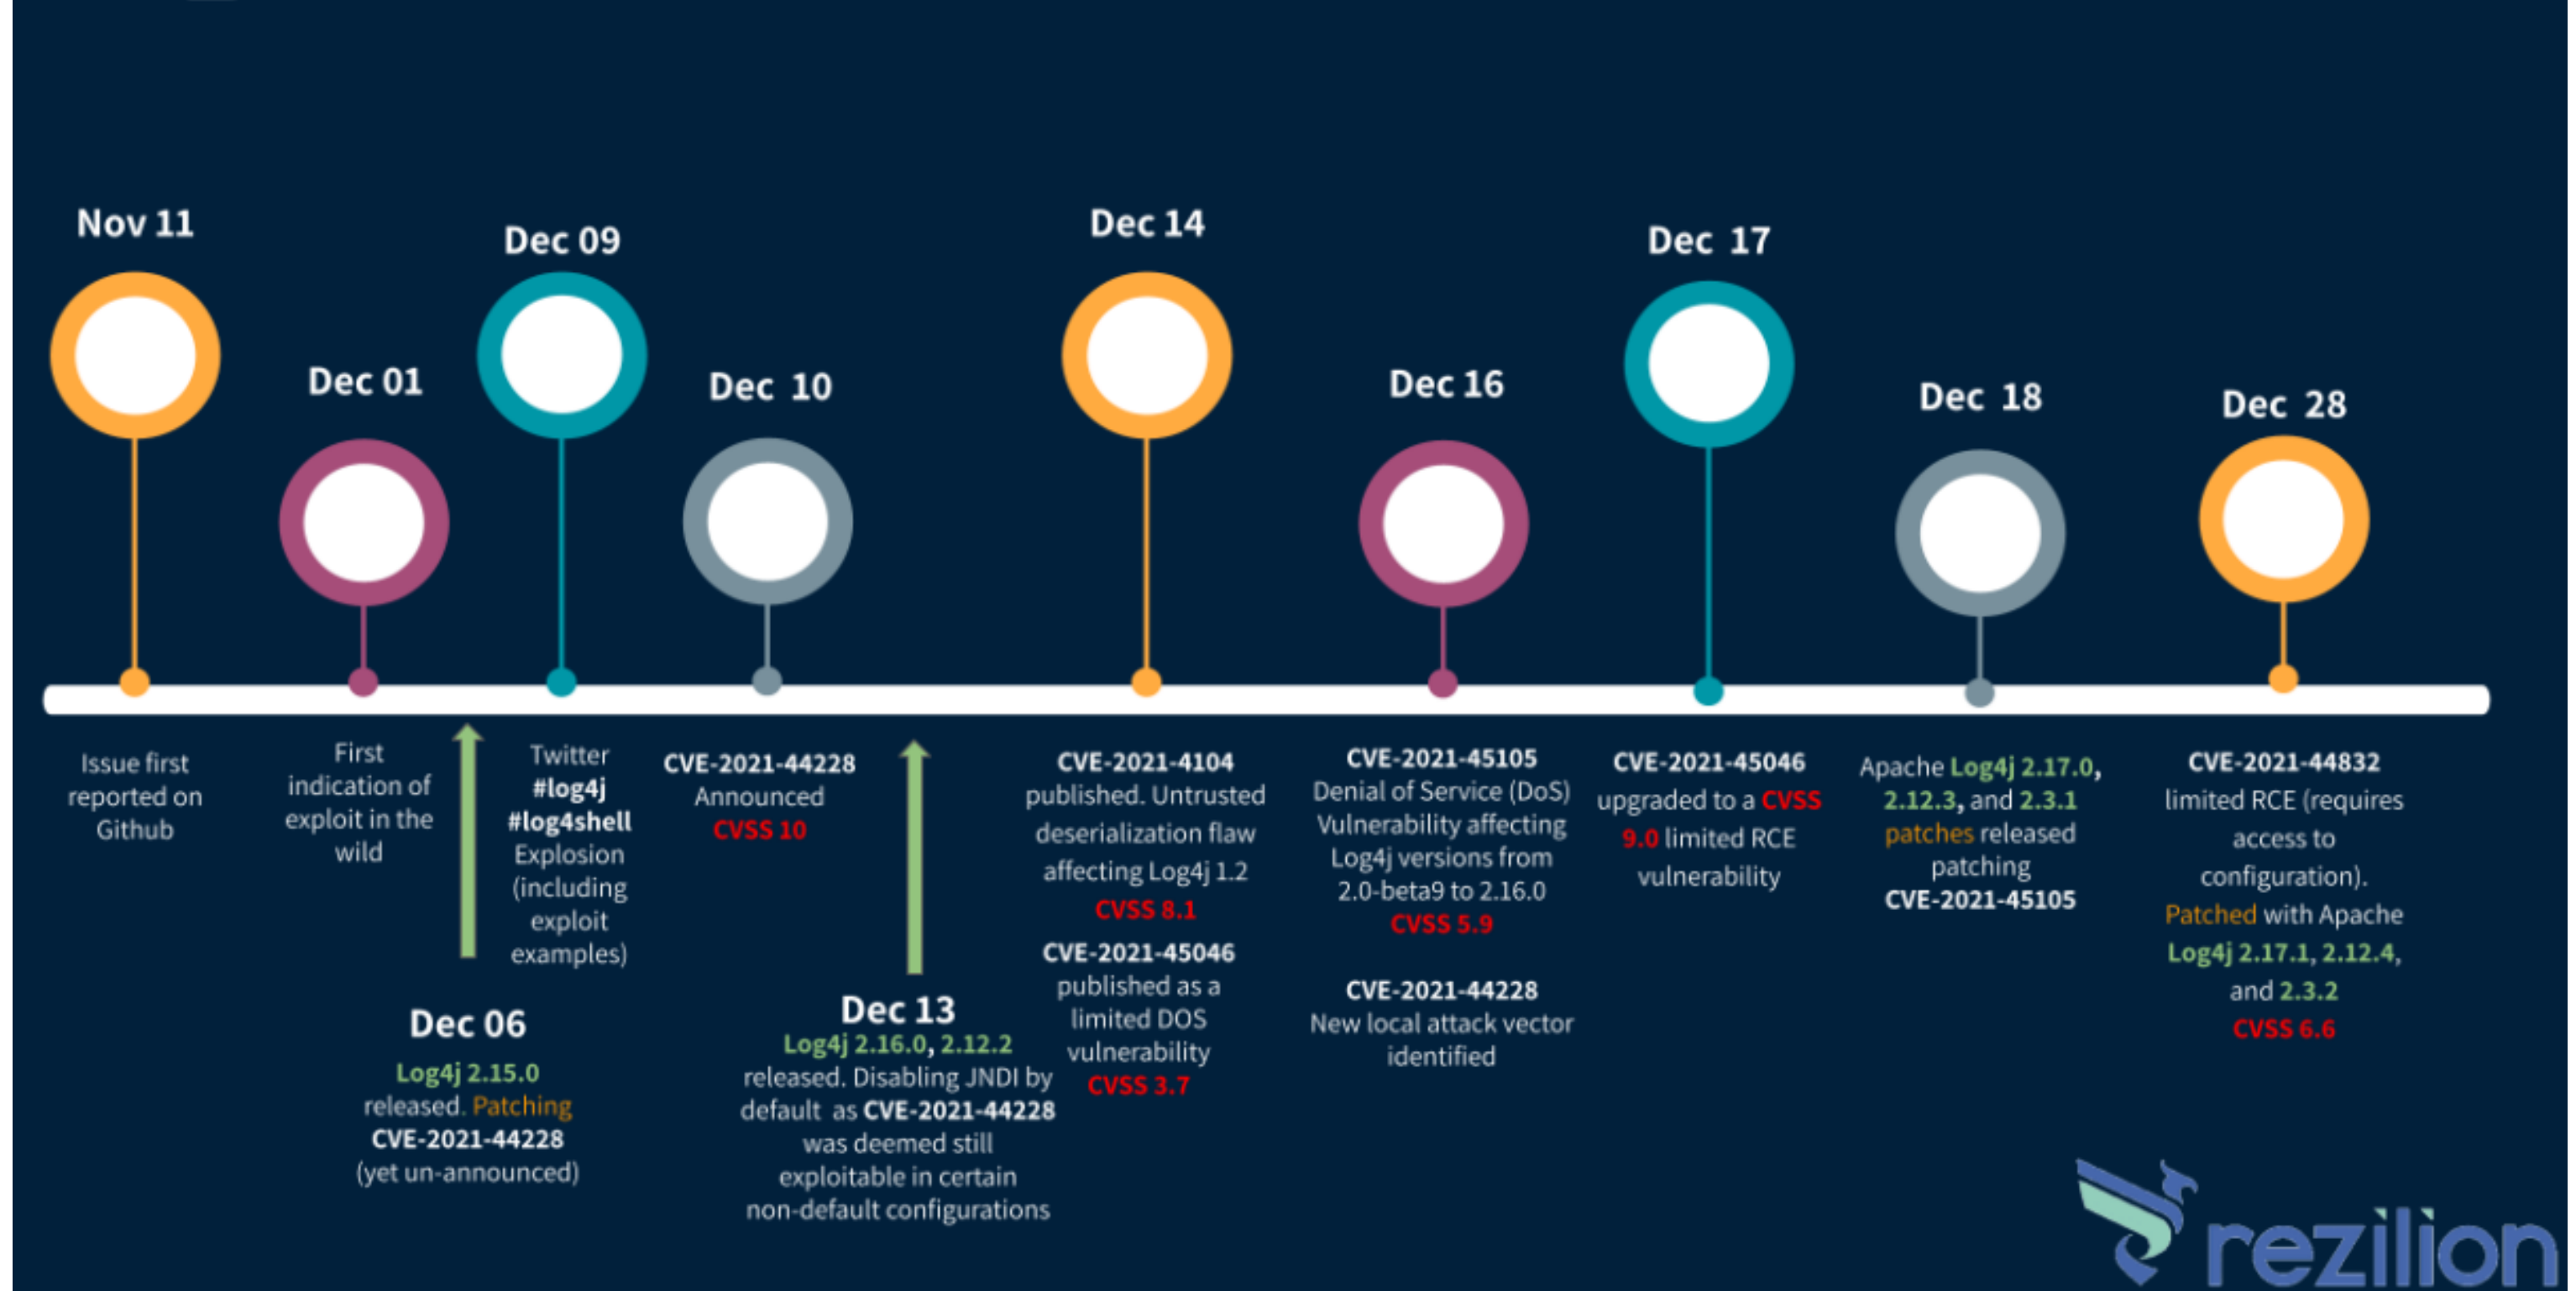 Nov 11
Issue first
reported on
Github
Dec 01
First
indication of
exploit in the
wild
Dec 06
Log4j 2.15.0
released. Patching
CVE-2021-44228
(yet un-announced)
Dec 09
Twitter
#log4j
#log4shell
Explosion
(including
exploit
examples)
Dec 10
CVE-2021-44228
Announced
CVSS 10
Dec 13
Log4j 2.16.0, 2.12.2
released. Disabling JNDI by
default as CVE-2021-44228
was deemed still
exploitable in certain
non-default configurations
Dec 14
CVE-2021-4104
published. Untrusted
deserialization flaw
affecting Log4j 1.2
CVSS 8.1
CVE-2021-45046
published as a
limited DOS
vulnerability
CVSS 3.7
Dec 16
CVE-2021-45105
Denial of Service (DoS)
Vulnerability affecting
Log4j versions from
2.0-beta9 to 2.16.0
CVSS 5.9
CVE-2021-44228
New local attack vector
identified
Dec 17
CVE-2021-45046
upgraded to a CVSS
9.0 limited RCE
vulnerability
Dec 18
Apache Log4j 2.17.0,
2.12.3, and 2.3.1
patches released
patching
CVE-2021-45105
Dec 28
CVE-2021-44832
limited RCE (requires
access to
configuration).
Patched with Apache
Log4j 2.17.1, 2.12.4,
and 2.3.2
CVSS 6.6
rezilion